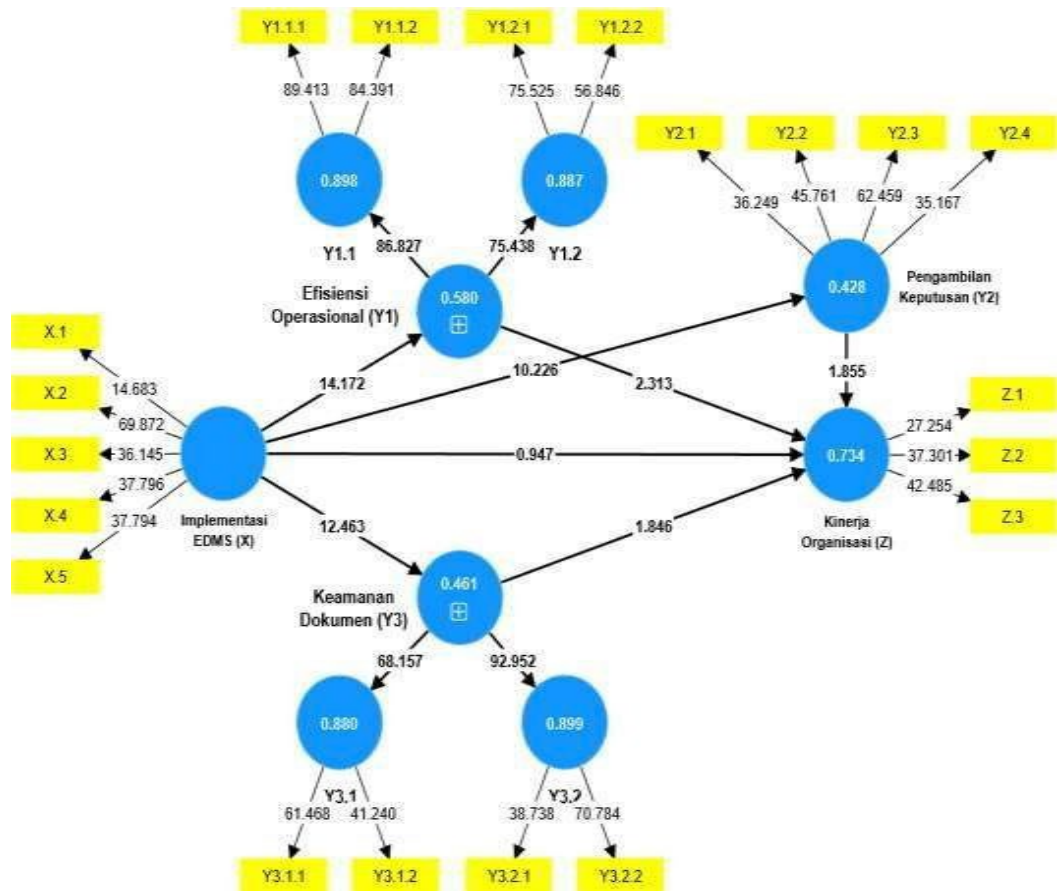 Y1.1.1
Y1.1.2
Y1.2.1
Y1.2.2
89.413
84.391
75.525
56.846
Y2.1
Y2.2
Y2.3
Y2.4
0.898
0.887
36.249
45.761
62.459
35.167
86.827
75.438
Y1.1
Y1.2
Efisiensi
Operasional (Y1)
0.580
0.428
Pengambilan
Keputusan (Y2)
X.1
14.683
14.172
10.226
2.313
1.855
X.2
69.872
X.3
36.145
X.4
37.796
X.5
37.794
Implementasi
EDMS (X)
0.947
0.734
Kinerja
Organisasi (Z)
27.254
Z.1
37.301
Z.2
42.485
Z.3
12.463
1.846
Keamanan
Dokumen (Y3)
0.461
68.157
92.952
0.880
0.899
Y3.1
Y3.2
61.468
41.240
38.738
70.784
Y3.1.1
Y3.1.2
Y3.2.1
Y3.2.2